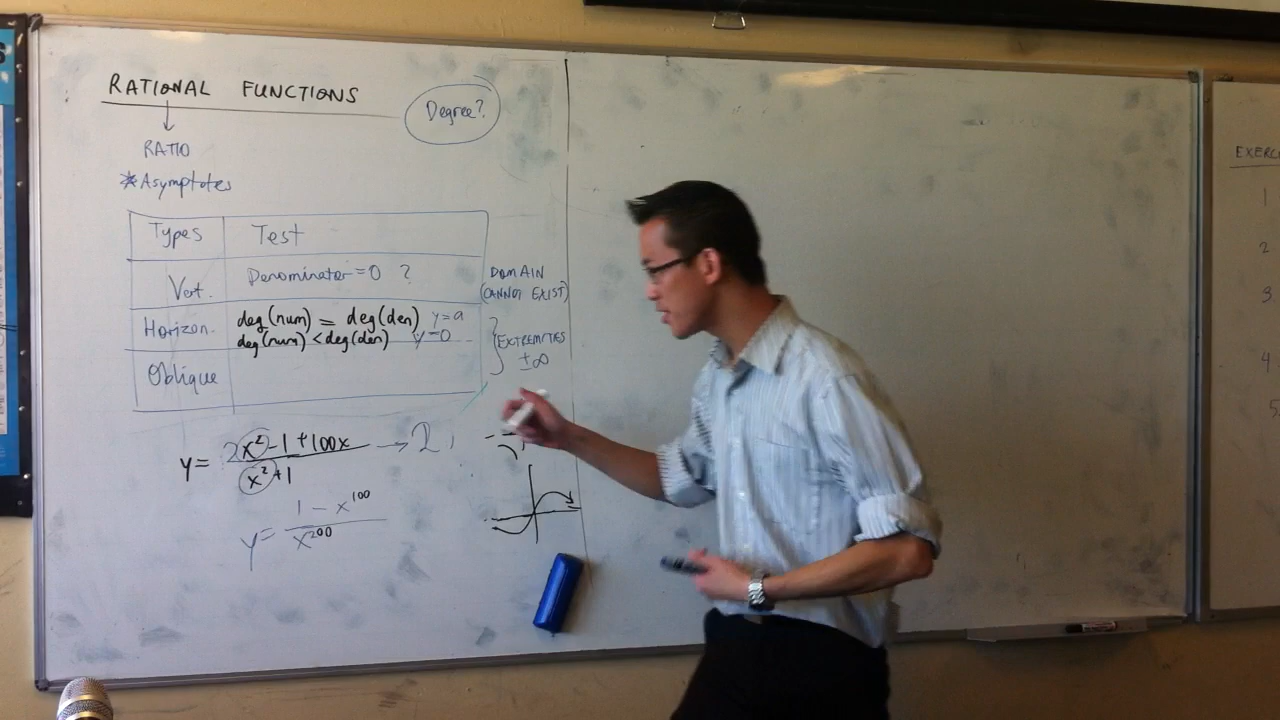 RATIONAL FUNCTIONS
Degree?
RATIO
*Asymptotes
Types Test
Vert. Denominator = 0 ?
DOMAIN
(CANNOT EXIST)
Horizon. deg(num) = deg(den) y=a
deg(num) < deg(den) y=0
} EXTREMITIES
±∞
Oblique
y = (2x²-1+100x)/(x²+1) → 2
y = (1-x¹⁰⁰)/x²⁰⁰
EXERC
1
2.
3.
4.
5